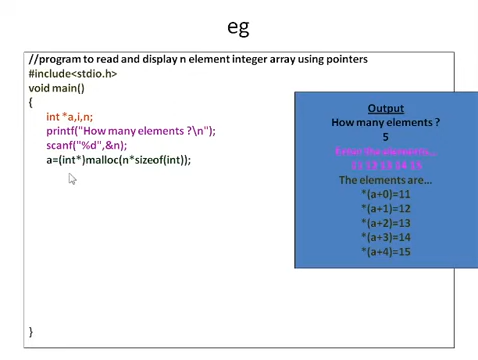 eg
//program to read and display n element integer array using pointers
#include<stdio.h>
void main()
{
int *a,i,n;
printf("How many elements ?\n");
scanf("%d",&n);
a=(int*)malloc(n*sizeof(int));
}
Output
How many elements ?
5
Enter the elements...
11 12 13 14 15
The elements are...
*(a+0)=11
*(a+1)=12
*(a+2)=13
*(a+3)=14
*(a+4)=15